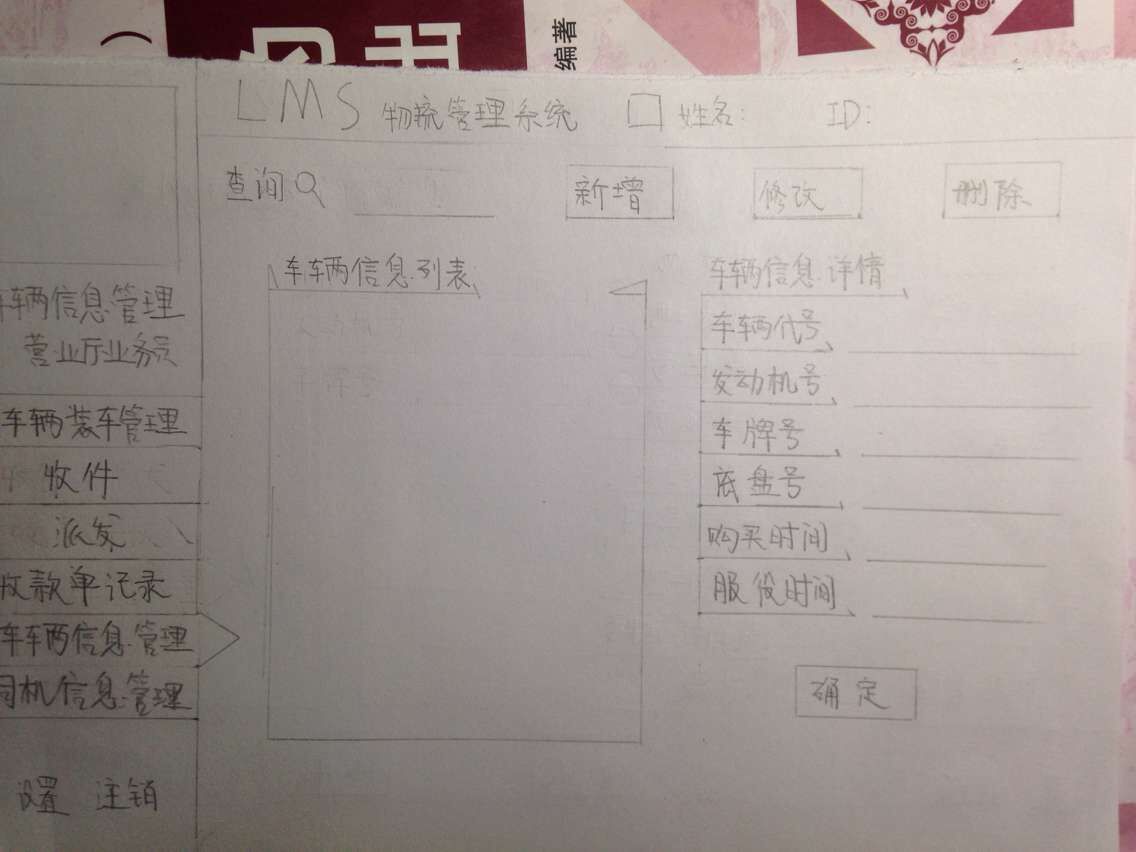 编著
LMS 物流管理系统 姓名: ID:
查询 新增 修改 删除
车辆信息列表
车辆信息详情
车辆代号
发动机号
车牌号
底盘号
购买时间
服役时间
确定
车辆信息管理
营业厅业务员
车辆装车管理
收件
派发
收款单记录
车辆信息管理
司机信息管理
设置 注销